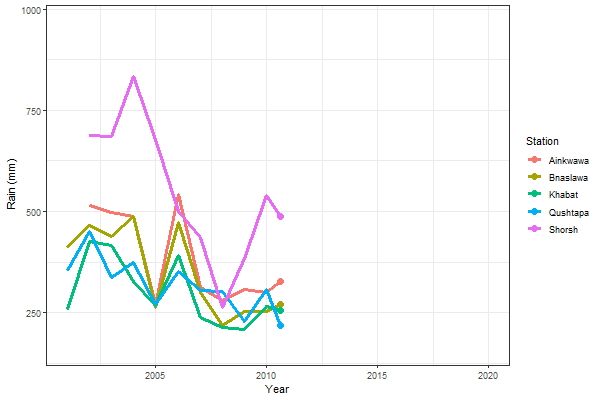 1000
750
500
250
Rain (mm)
2005
2010
2015
2020
Year
Station
Ainkwawa
Bnaslawa
Khabat
Qushtapa
Shorsh